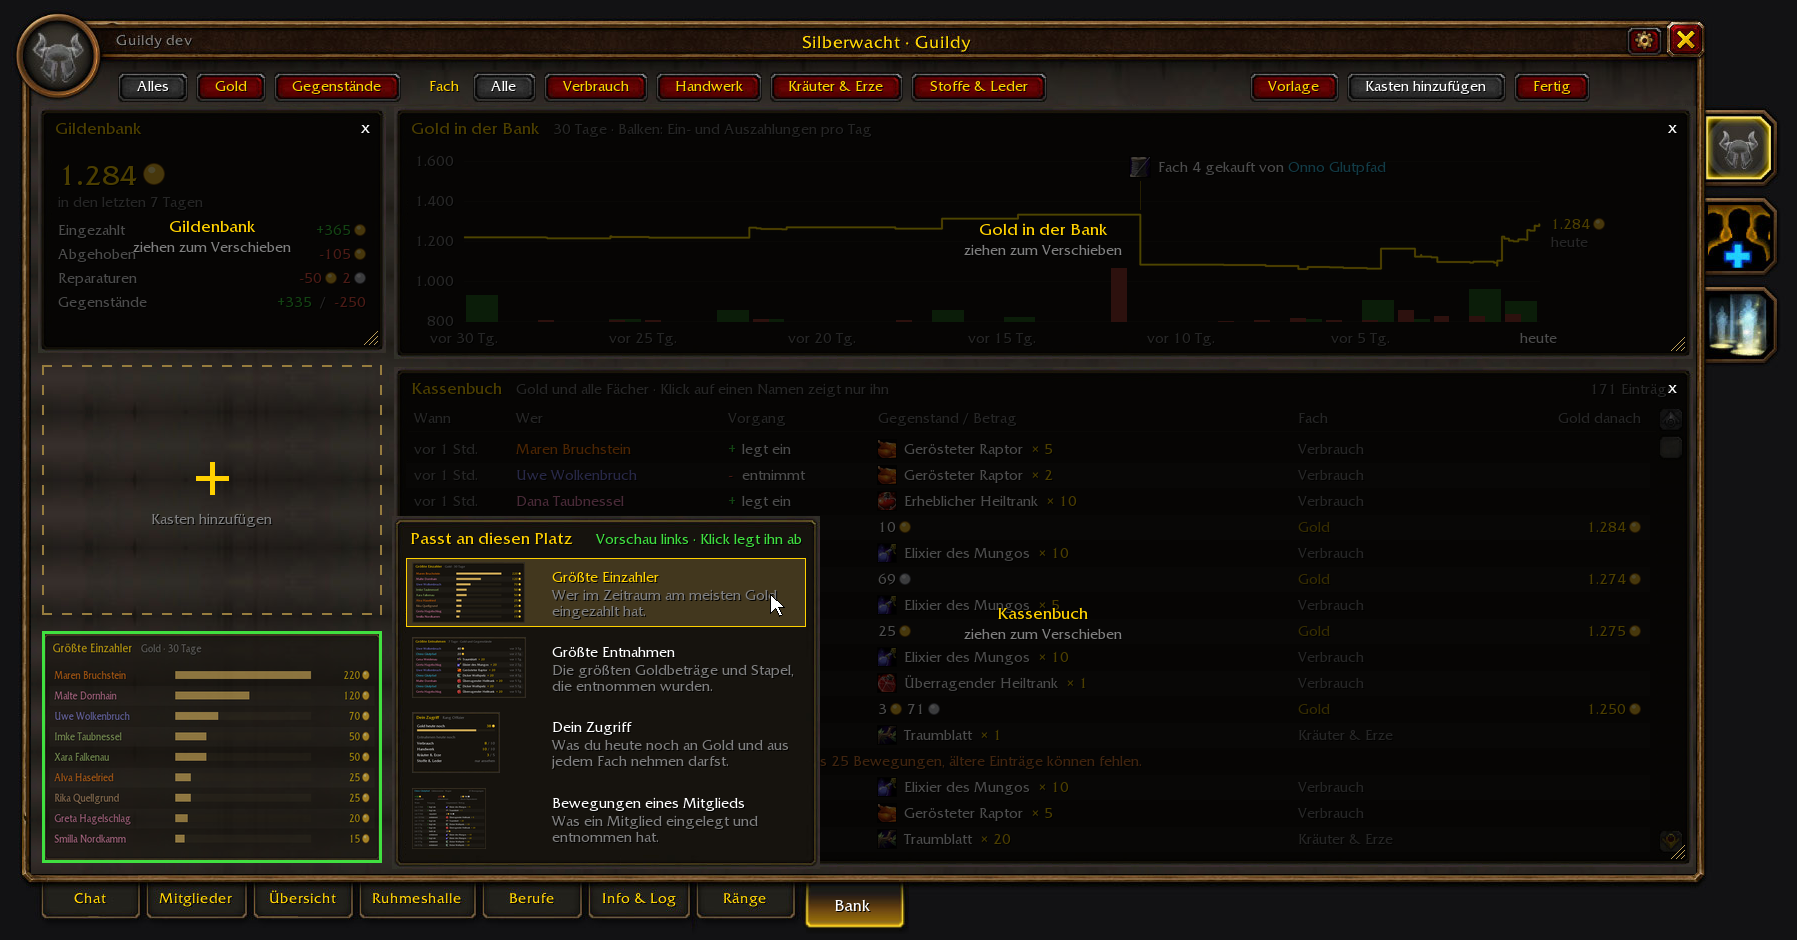 Guildy dev
Silberwacht · Guildy
Alles
Gold
Gegenstände
Fach
Alle
Verbrauch
Handwerk
Kräuter & Erze
Stoffe & Leder
Vorlage
Kasten hinzufügen
Fertig
Gildenbank
x
1.284
in den letzten 7 Tagen
Eingezahlt +365
Abgehoben -105
Reparaturen -50 2
Gegenstände +335 / -250
Gildenbank
ziehen zum Verschieben
Gold in der Bank 30 Tage · Balken: Ein- und Auszahlungen pro Tag
x
1.600
1.400
1.200
1.000
800
Fach 4 gekauft von Onno Glutpfad
1.284
heute
Gold in der Bank
ziehen zum Verschieben
vor 30 Tg. vor 25 Tg. vor 20 Tg. vor 15 Tg. vor 10 Tg. vor 5 Tg. heute
Kasten hinzufügen
Kassenbuch Gold und alle Fächer · Klick auf einen Namen zeigt nur ihn
171 Einträg
x
Wann Wer Vorgang Gegenstand / Betrag Fach Gold danach
vor 1 Std. Maren Bruchstein + legt ein Gerösteter Raptor × 5 Verbrauch
vor 1 Std. Uwe Wolkenbruch - entnimmt Gerösteter Raptor × 2 Verbrauch
vor 1 Std. Dana Taubnessel + legt ein Erheblicher Heiltrank × 10 Verbrauch
10 Gold 1.284
Elixier des Mungos × 10 Verbrauch
69 Gold 1.274
Elixier des Mungos × 5 Verbrauch
25 Gold 1.275
Elixier des Mungos × 10 Verbrauch
Überragender Heiltrank × 1 Verbrauch
3 71 Gold 1.250
Traumblatt × 1 Kräuter & Erze
s 25 Bewegungen, ältere Einträge können fehlen.
Elixier des Mungos × 10 Verbrauch
Gerösteter Raptor × 5 Verbrauch
Traumblatt × 20 Kräuter & Erze
Kassenbuch
ziehen zum Verschieben
Passt an diesen Platz Vorschau links · Klick legt ihn ab
Größte Einzahler
Wer im Zeitraum am meisten Gold
eingezahlt hat.
Größte Entnahmen
Die größten Goldbeträge und Stapel,
die entnommen wurden.
Dein Zugriff
Was du heute noch an Gold und aus
jedem Fach nehmen darfst.
Bewegungen eines Mitglieds
Was ein Mitglied eingelegt und
entnommen hat.
Größte Einzahler Gold · 30 Tage
Maren Bruchstein 220
Malte Dornhain 120
Uwe Wolkenbruch 70
Imke Taubnessel 50
Xara Falkenau 50
Alva Haselried 25
Rika Quellgrund 25
Greta Hagelschlag 20
Smilla Nordkamm 15
Chat
Mitglieder
Übersicht
Ruhmeshalle
Berufe
Info & Log
Ränge
Bank